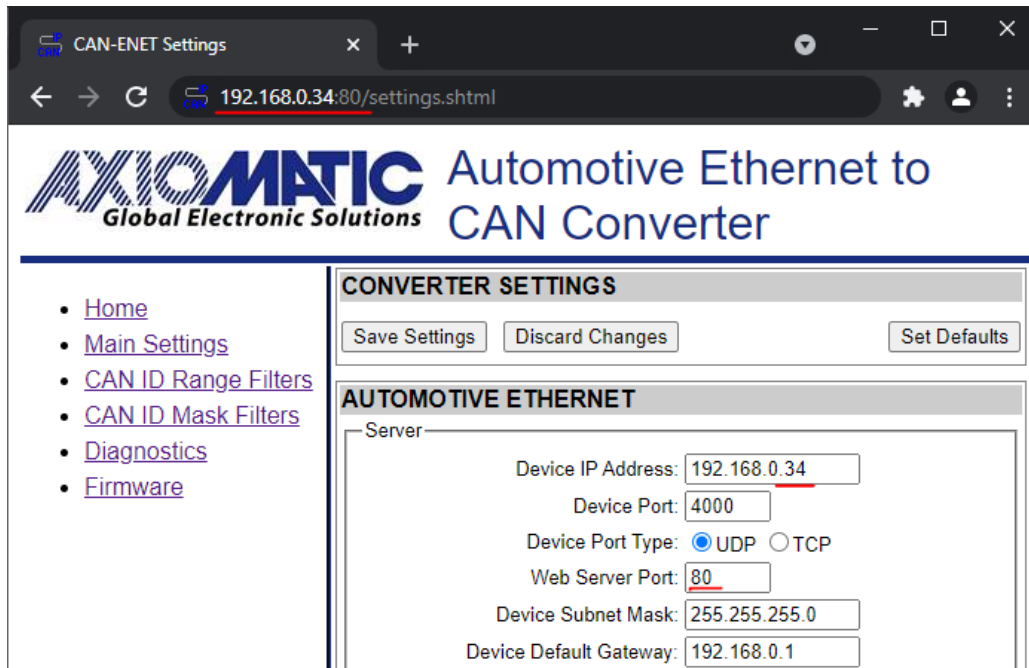 CAN-ENET Settings
192.168.0.34:80/settings.shtml
AXIOMATIC
Global Electronic Solutions
Automotive Ethernet to
CAN Converter
Home
Main Settings
CAN ID Range Filters
CAN ID Mask Filters
Diagnostics
Firmware
CONVERTER SETTINGS
Save Settings Discard Changes Set Defaults
AUTOMOTIVE ETHERNET
Server
Device IP Address: 192.168.0.34
Device Port: 4000
Device Port Type: UDP TCP
Web Server Port: 80
Device Subnet Mask: 255.255.255.0
Device Default Gateway: 192.168.0.1